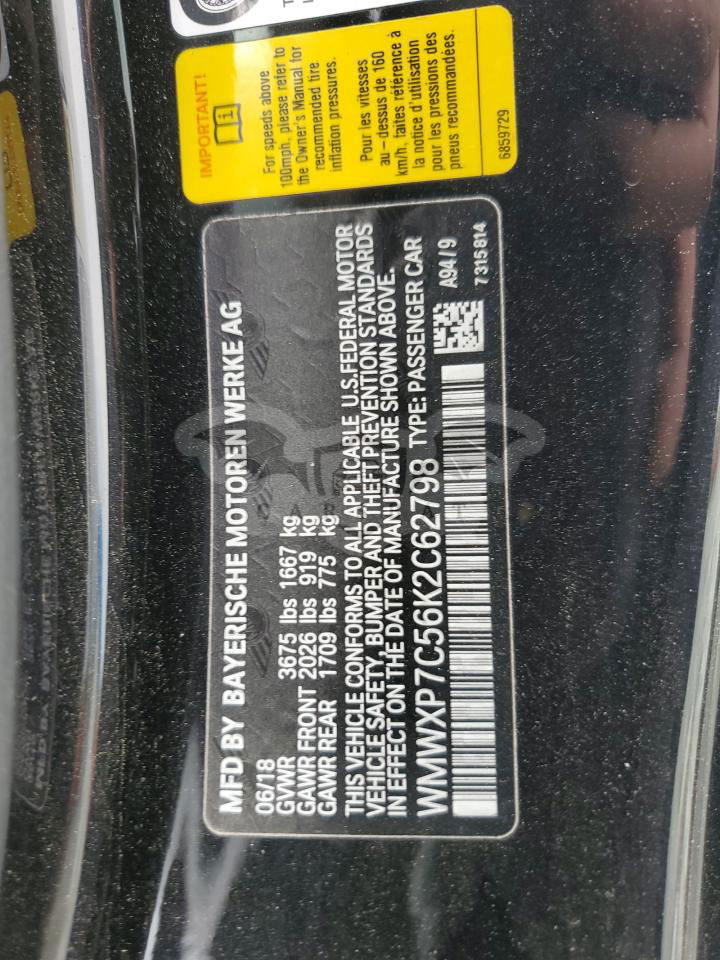 MFD BY BAYERISCHE MOTOREN WERKE AG
06/18
GVWR 3675 lbs 1667 kg
GAWR FRONT 2026 lbs 919 kg
GAWR REAR 1709 lbs 775 kg
THIS VEHICLE CONFORMS TO ALL APPLICABLE U.S.FEDERAL MOTOR
VEHICLE SAFETY, BUMPER AND THEFT PREVENTION STANDARDS
IN EFFECT ON THE DATE OF MANUFACTURE SHOWN ABOVE.
WMWXP7C56K2C62798 TYPE: PASSENGER CAR
A94/9
7315814
IMPORTANT!
For speeds above
100mph, please refer to
the Owner's Manual for
recommended tire
inflation pressures.
Pour les vitesses
au-dessus de 160
km/h, faites référence à
la notice d'utilisation
pour les pressions des
pneus recommandées.
6859729